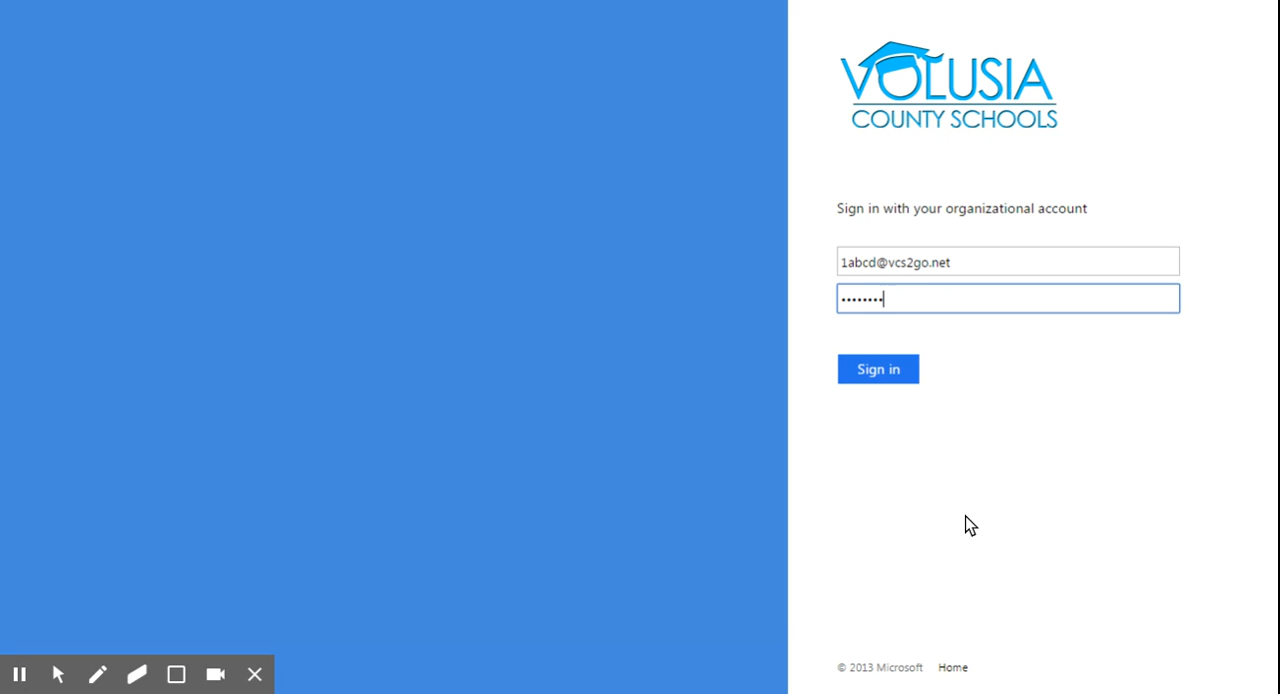 VOLUSIA
COUNTY SCHOOLS
Sign in with your organizational account
1abcd@vcs2go.net
••••••••
Sign in
© 2013 Microsoft Home